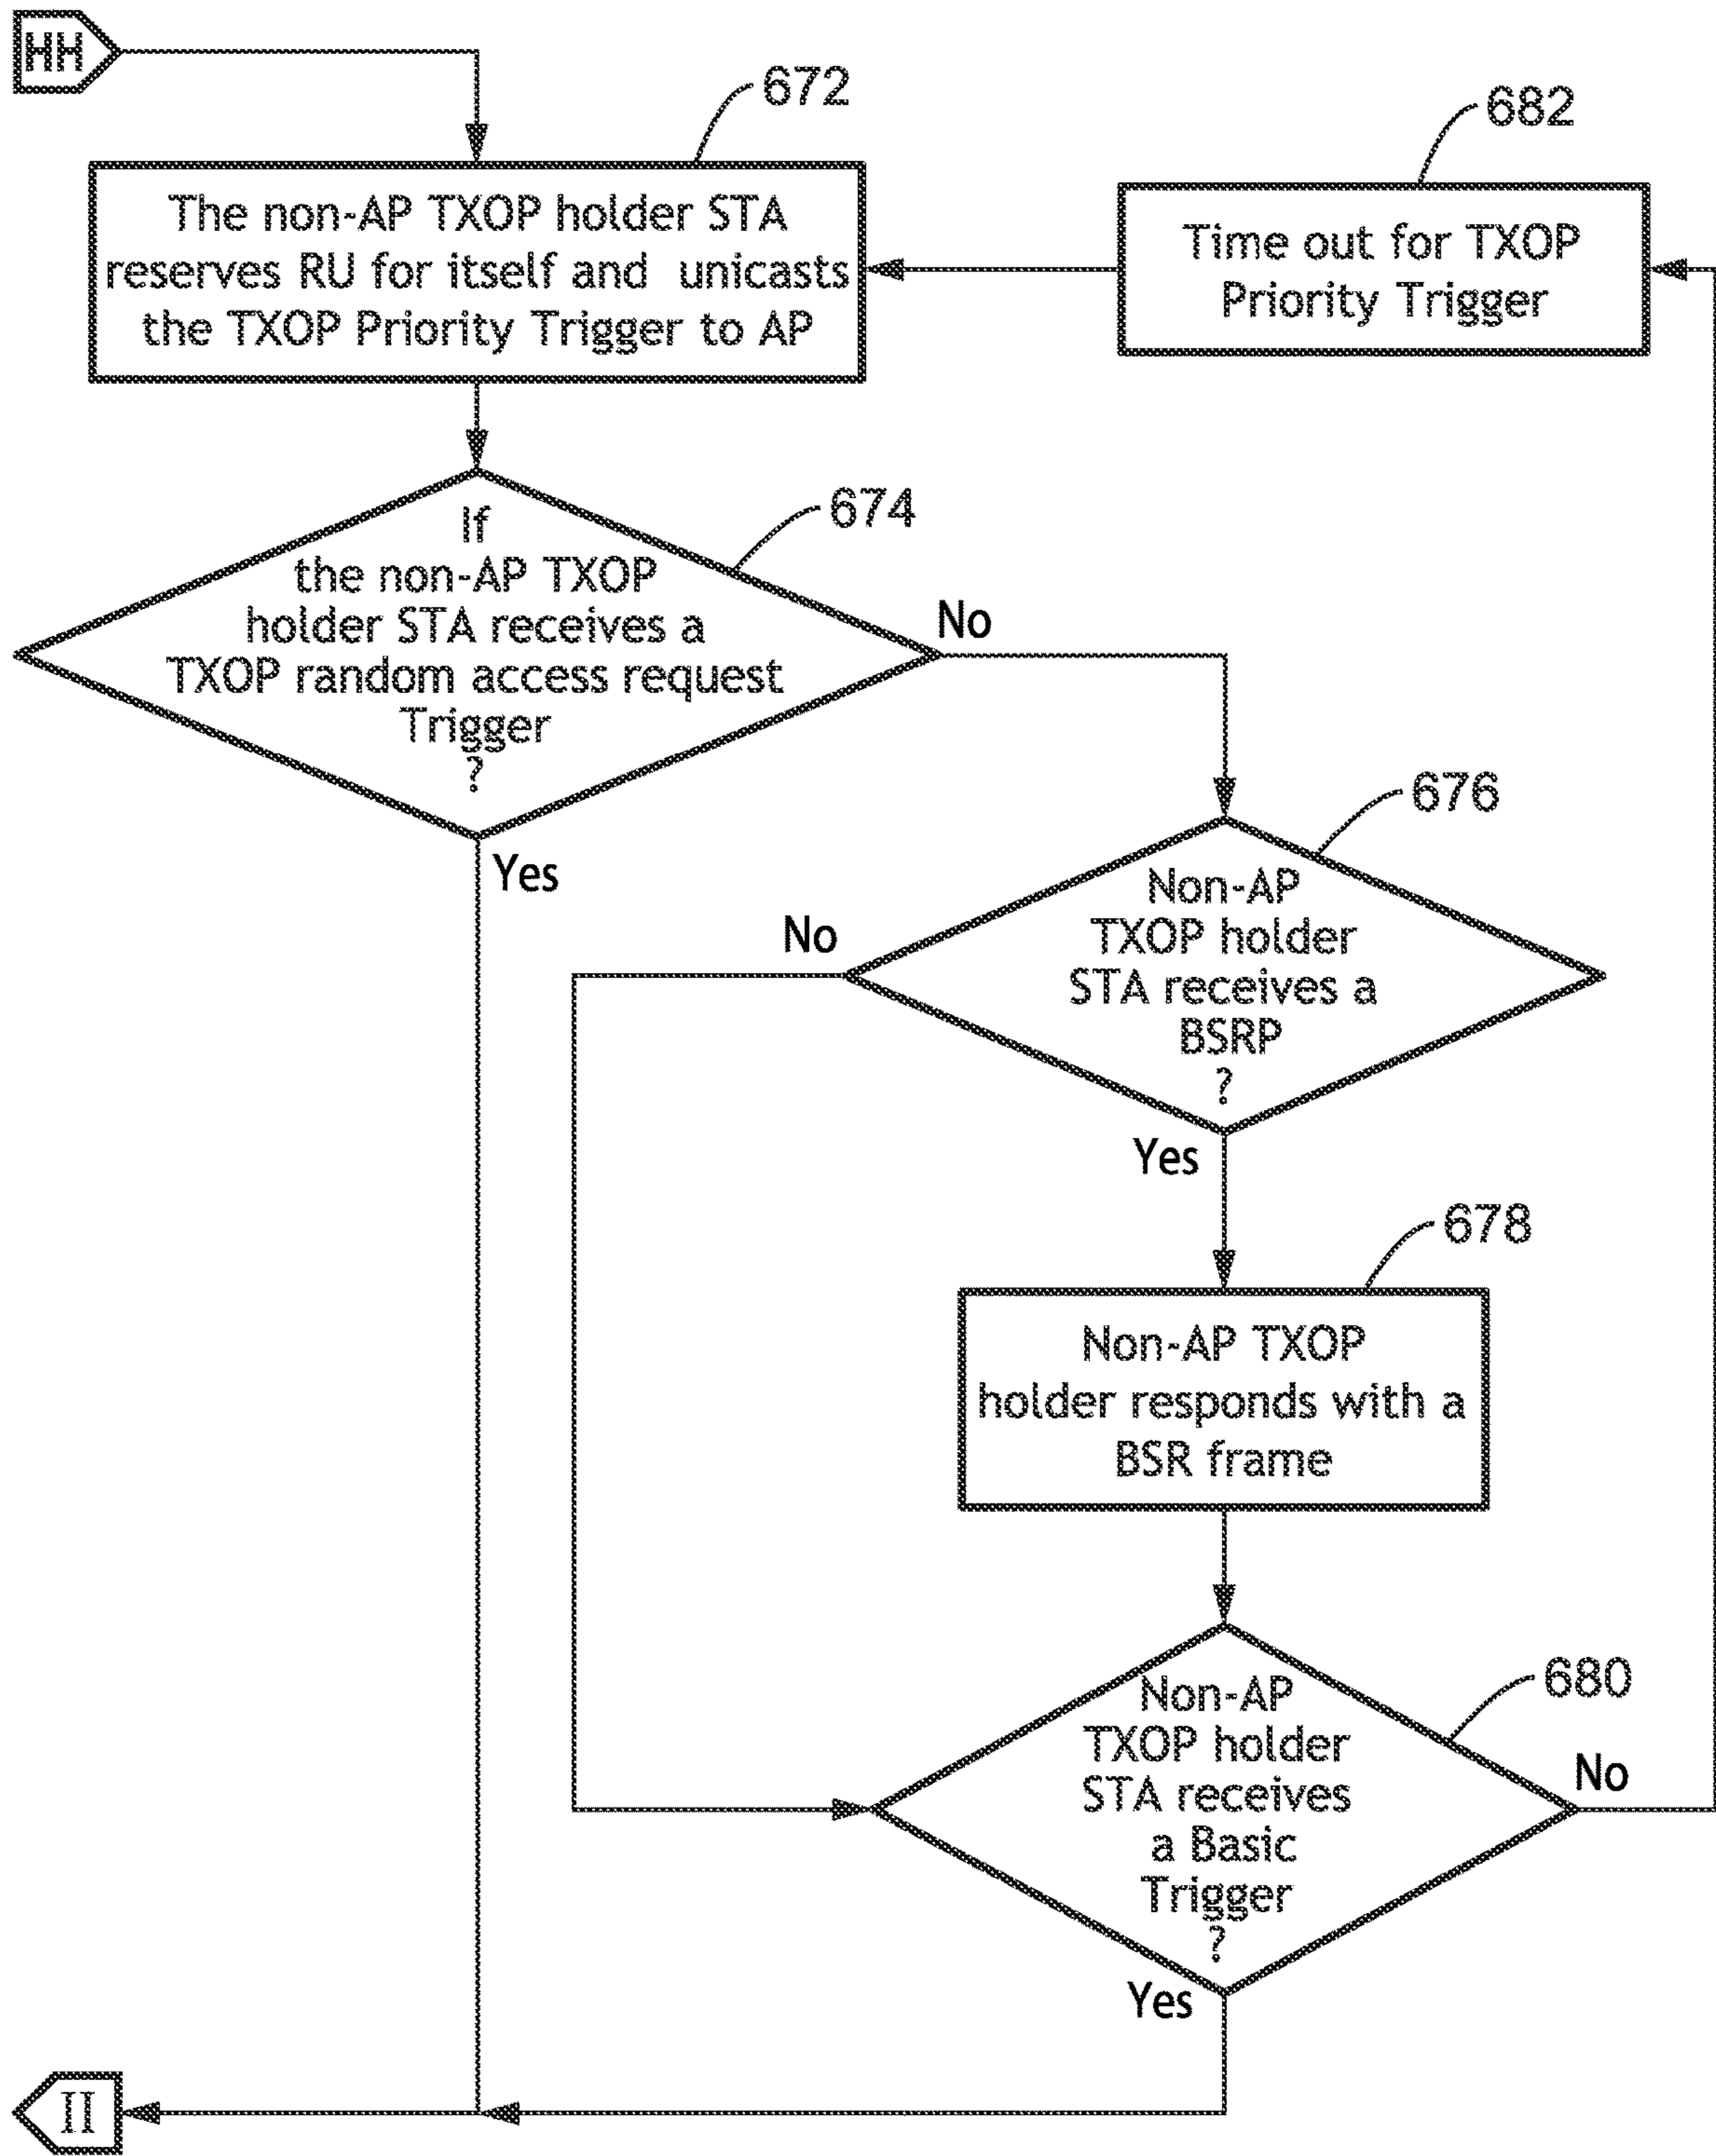 HH
672
The non-AP TXOP holder STA
reserves RU for itself and unicasts
the TXOP Priority Trigger to AP
682
Time out for TXOP
Priority Trigger
674
If
the non-AP TXOP
holder STA receives a
TXOP random access request
Trigger
?
No
Yes
676
Non-AP
TXOP holder
STA receives a
BSRP
?
No
Yes
678
Non-AP TXOP
holder responds with a
BSR frame
680
Non-AP
TXOP holder
STA receives
a Basic
Trigger
?
No
Yes
II